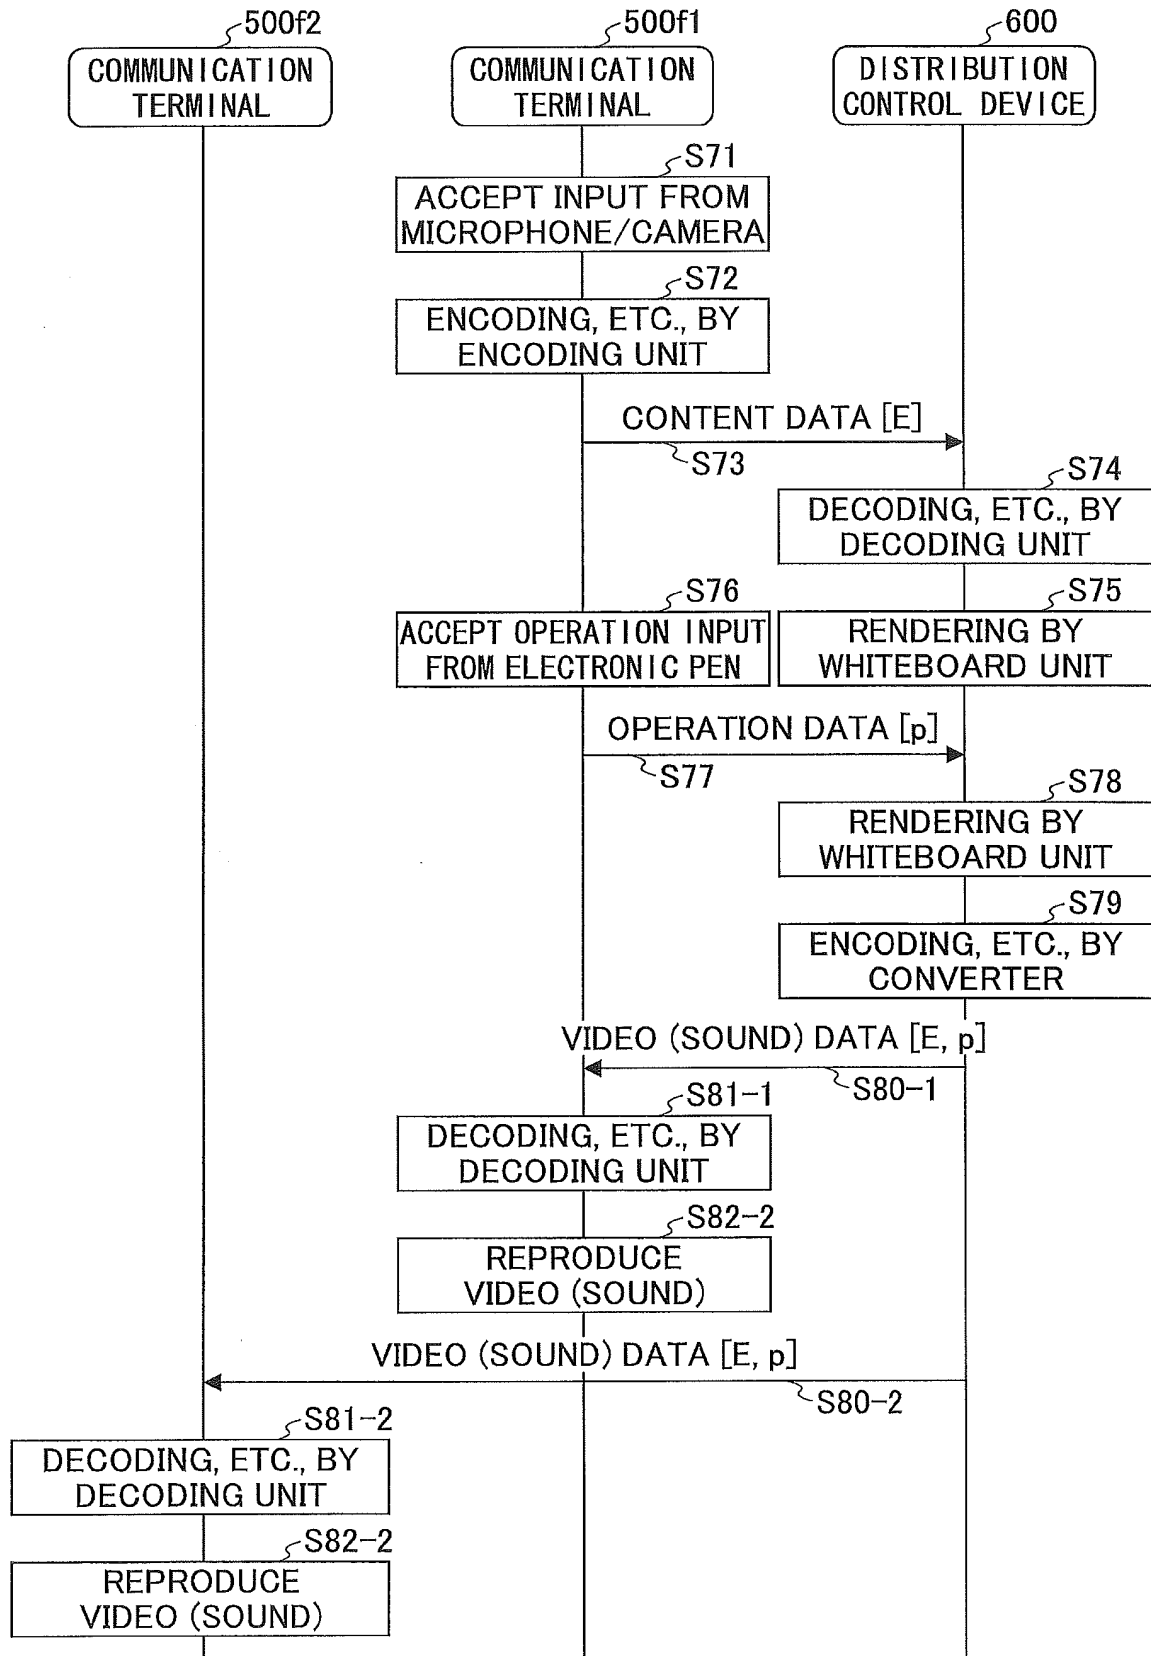 500f2
500f1
600
COMMUNICATION
TERMINAL
COMMUNICATION
TERMINAL
DISTRIBUTION
CONTROL DEVICE
S71
ACCEPT INPUT FROM
MICROPHONE/CAMERA
S72
ENCODING, ETC., BY
ENCODING UNIT
CONTENT DATA [E]
S73
S74
DECODING, ETC., BY
DECODING UNIT
S76
ACCEPT OPERATION INPUT
FROM ELECTRONIC PEN
S75
RENDERING BY
WHITEBOARD UNIT
OPERATION DATA [p]
S77
S78
RENDERING BY
WHITEBOARD UNIT
S79
ENCODING, ETC., BY
CONVERTER
VIDEO (SOUND) DATA [E, p]
S80-1
S81-1
DECODING, ETC., BY
DECODING UNIT
S82-2
REPRODUCE
VIDEO (SOUND)
VIDEO (SOUND) DATA [E, p]
S80-2
S81-2
DECODING, ETC., BY
DECODING UNIT
S82-2
REPRODUCE
VIDEO (SOUND)